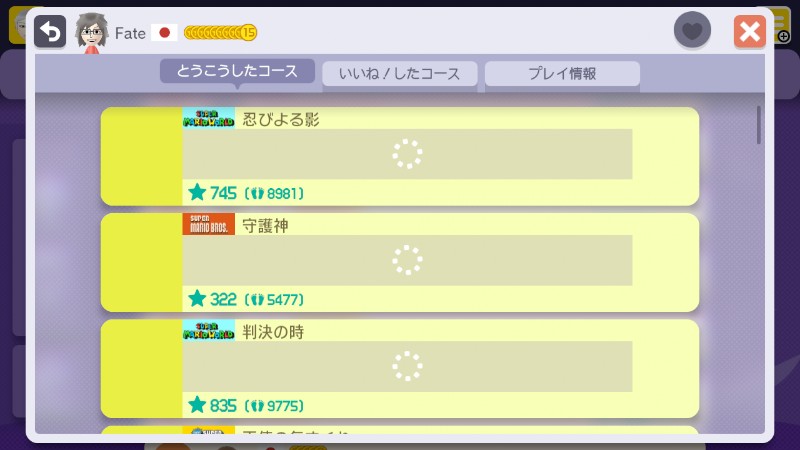 Fate 15
とうこうしたコース いいね！したコース プレイ情報
SUPER MARIO WORLD 忍びよる影
★ 745 (8981)
SUPER MARIO BROS. 守護神
★ 322 (5477)
SUPER MARIO WORLD 判決の時
★ 835 (9775)